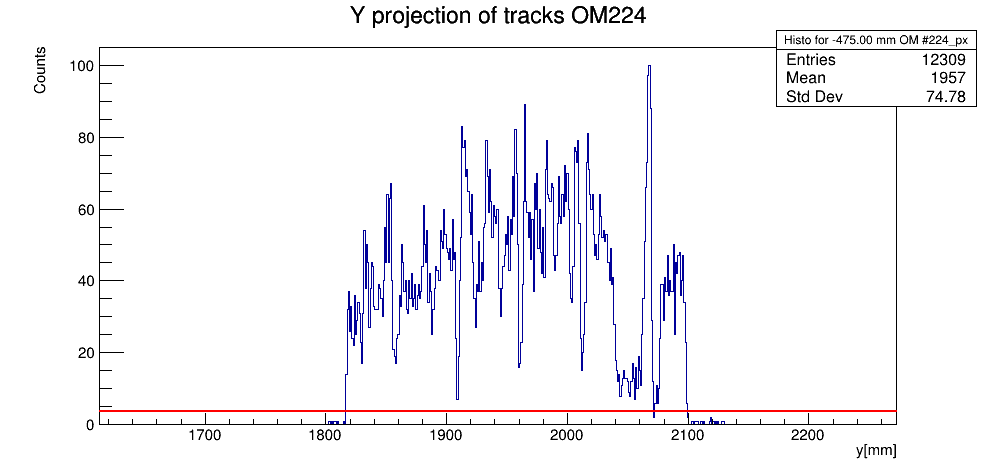 Y projection of tracks OM224
Histo for -475.00 mm OM #224_px
Entries 12309
Mean 1957
Std Dev 74.78
Counts
100
80
60
40
20
0
1700 1800 1900 2000 2100 2200
y[mm]